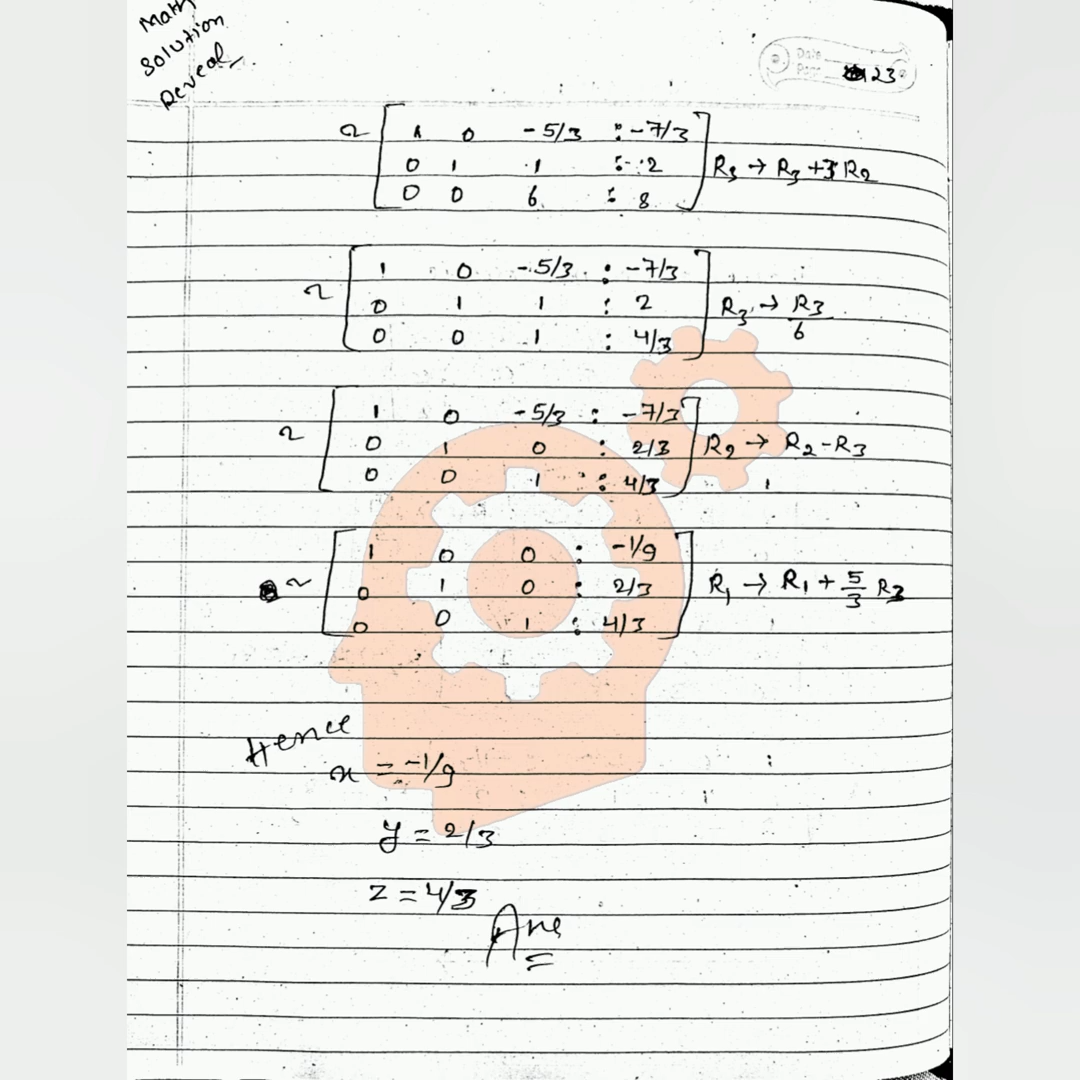 Math
Solution
Reveal
Date
Page 23
~ [ 1 0 -5/3 : -7/3 ]
[ 0 1 1 : 2 ] R₃ → R₃ + 3R₂
[ 0 0 6 : 8 ]
~ [ 1 0 -5/3 : -7/3 ]
[ 0 1 1 : 2 ] R₃ → R₃/6
[ 0 0 1 : 4/3 ]
~ [ 1 0 -5/3 : -7/3 ]
[ 0 1 0 : 2/3 ] R₂ → R₂-R₃
[ 0 0 1 : 4/3 ]
~ [ 1 0 0 : -1/9 ]
[ 0 1 0 : 2/3 ] R₁ → R₁ + 5/3 R₃
[ 0 0 1 : 4/3 ]
Hence
x = -1/9
y = 2/3
z = 4/3
Ans